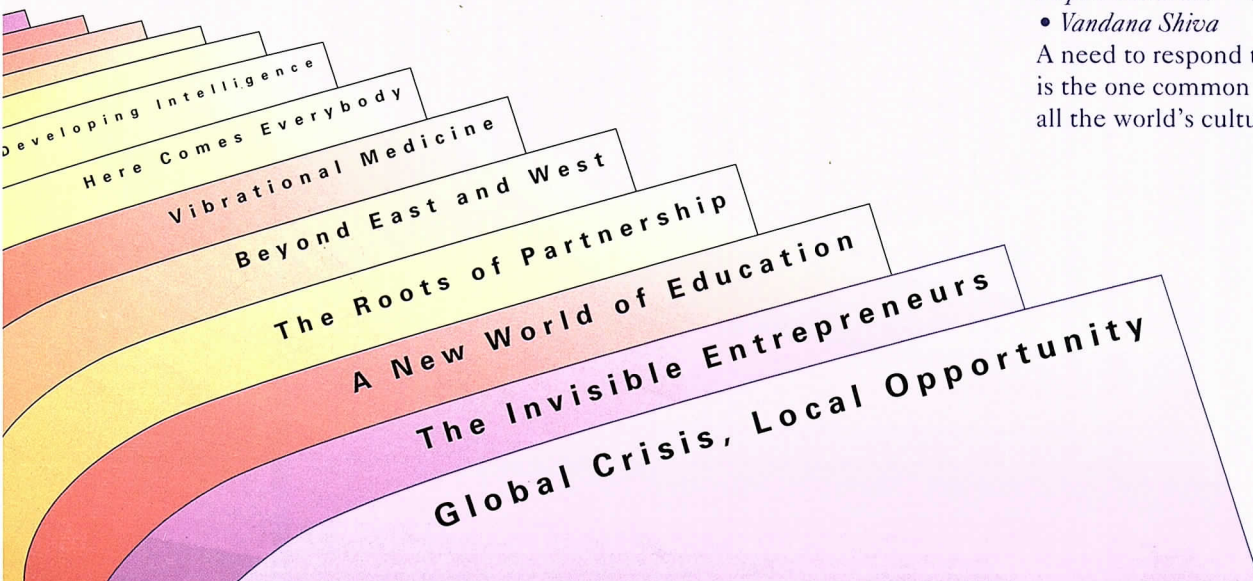 • Vandana Shiva
A need to respond
is the one common
all the world's
Developing Intelligence
Here Comes Everybody
Vibrational Medicine
Beyond East and West
The Roots of Partnership
A New World of Education
The Invisible Entrepreneurs
Global Crisis, Local Opportunity